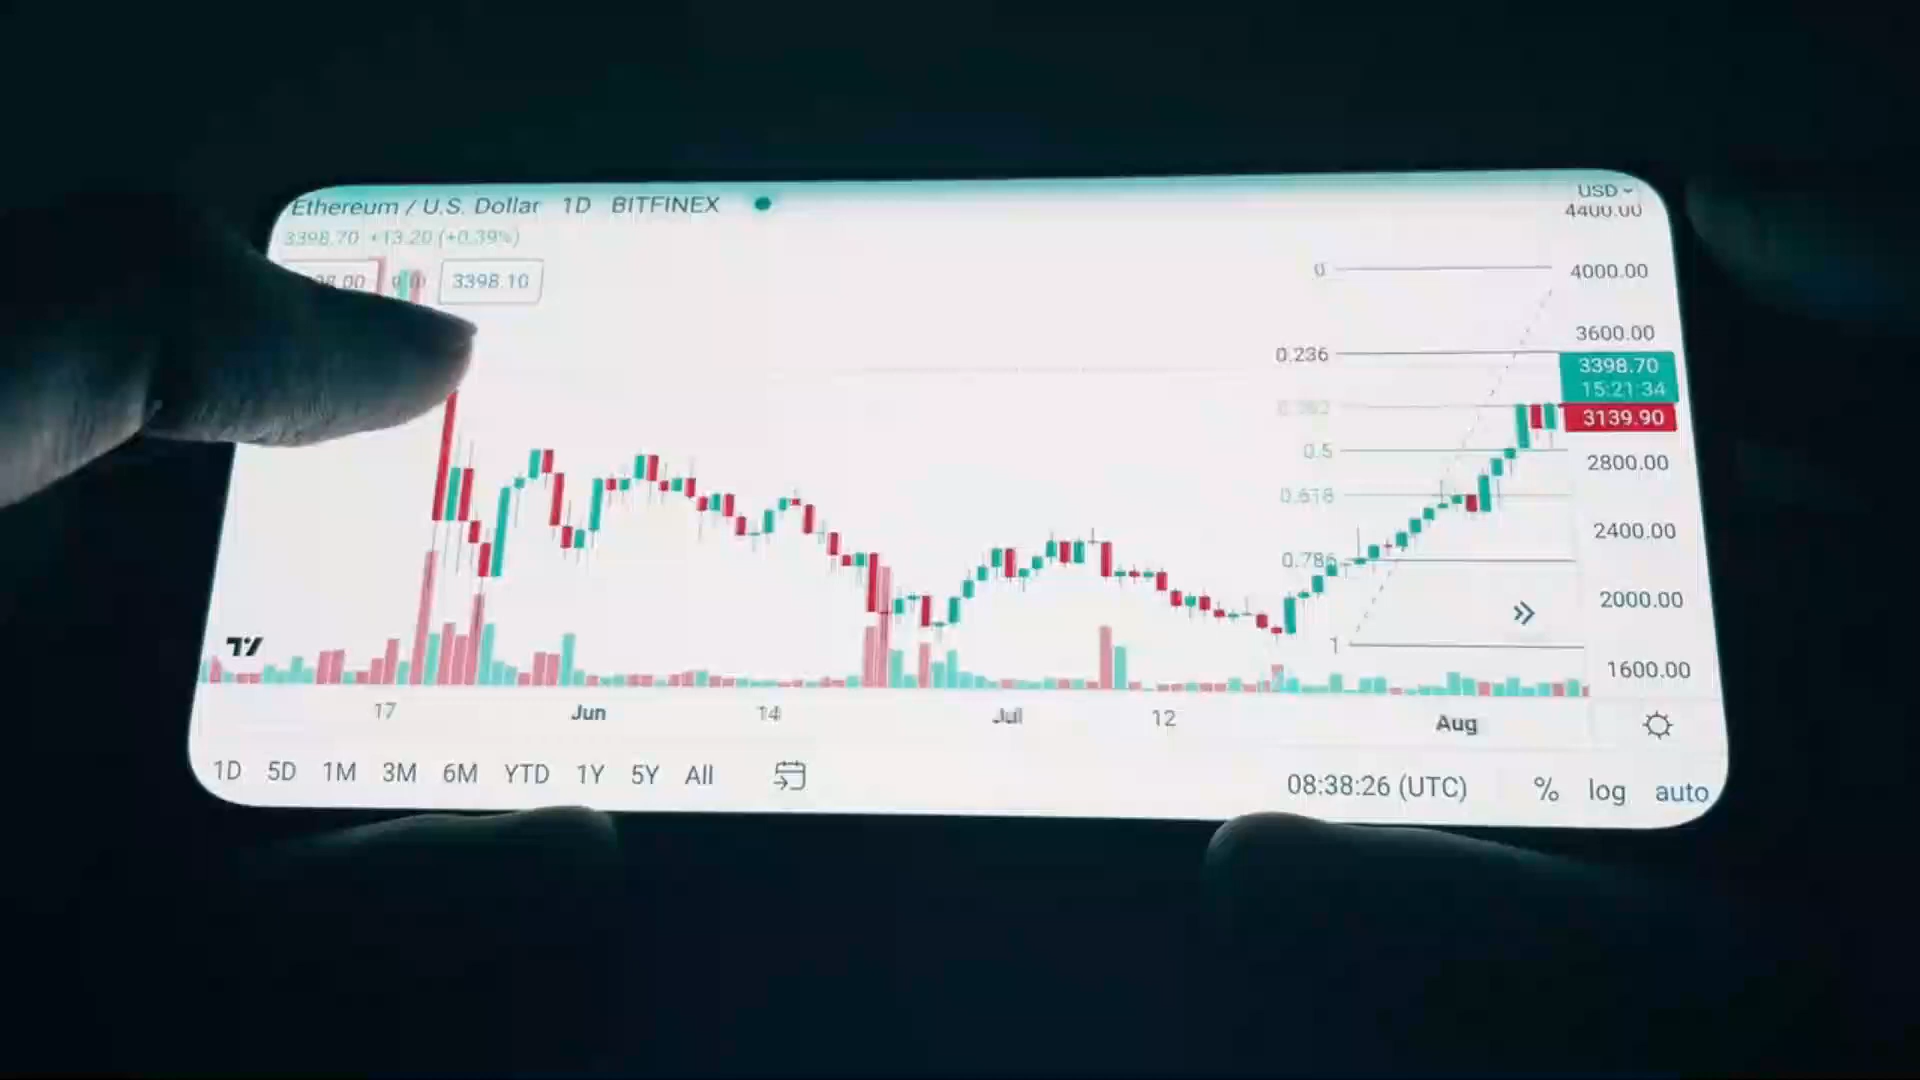 Ethereum / U.S. Dollar 1D BITFINEX
USD
4400.00
3398.70 +13.20 (+0.39%)
3398.10
0
4000.00
3600.00
0.236
3398.70
15:21:34
3139.90
0.5
2800.00
0.618
2400.00
0.786
2000.00
1
1600.00
17 Jun 14 Jul 12 Aug
1D 5D 1M 3M 6M YTD 1Y 5Y All
08:38:26 (UTC) % log auto